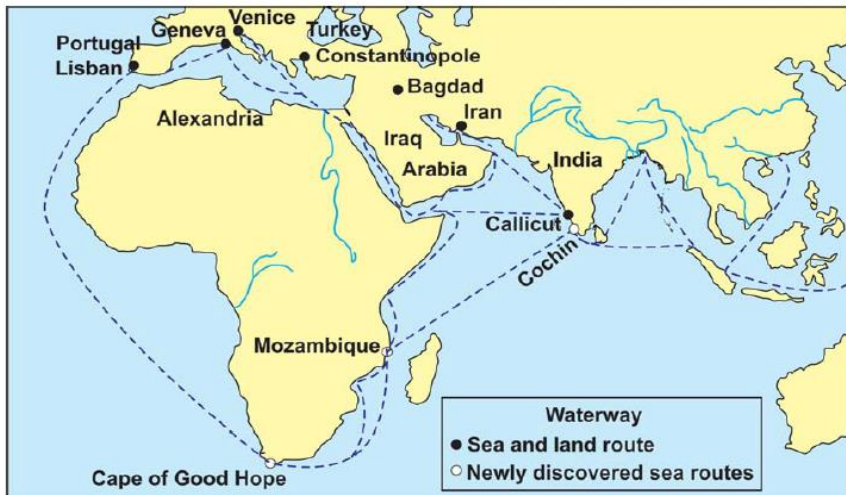 Venice
Geneva
Turkey
Portugal
Lisban
Constantinopole
Bagdad
Alexandria
Iran
Iraq
Arabia
India
Callicut
Cochin
Mozambique
Cape of Good Hope
Waterway
Sea and land route
Newly discovered sea routes